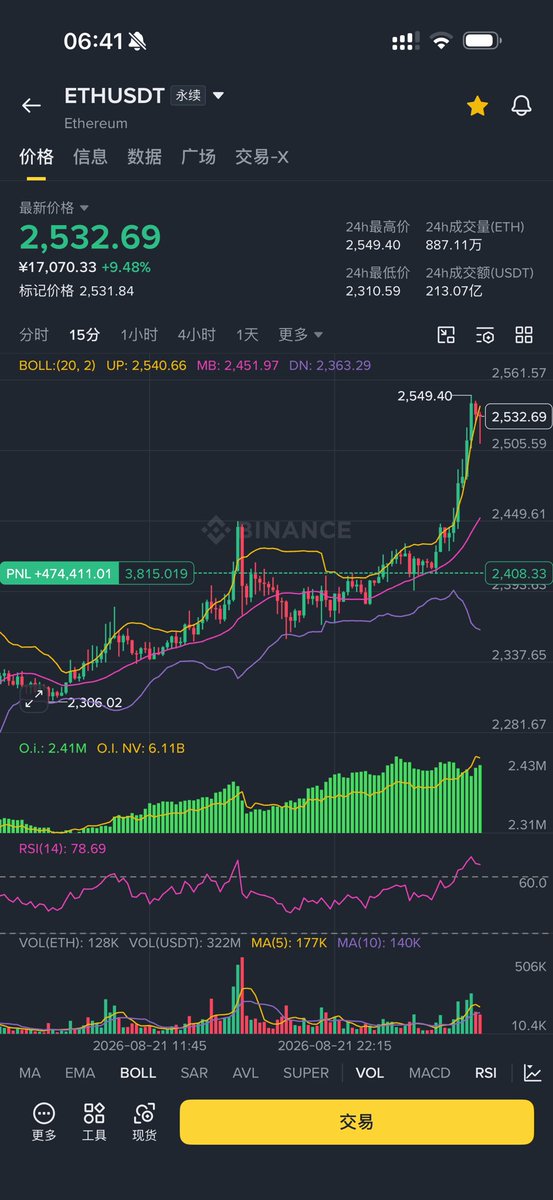 06:41
ETHUSDT 永续
Ethereum
价格 信息 数据 广场 交易-X
最新价格
2,532.69
¥17,070.33 +9.48%
标记价格 2,531.84
24h最高价 24h成交量(ETH)
2,549.40 887.11万
24h最低价 24h成交额(USDT)
2,310.59 213.07亿
分时 15分 1小时 4小时 1天 更多
BOLL:(20, 2) UP: 2,540.66 MB: 2,451.97 DN: 2,363.29
2,561.57
2,549.40
2,532.69
2,505.59
2,449.61
BINANCE
PNL +474,411.01 3,815.019
2,408.33
2,393.63
2,337.65
2,306.02
2,281.67
O.i.: 2.41M O.I. NV: 6.11B
2.43M
2.31M
RSI(14): 78.69
60.0
VOL(ETH): 128K VOL(USDT): 322M MA(5): 177K MA(10): 140K
506K
10.4K
2026-08-21 11:45 2026-08-21 22:15
MA EMA BOLL SAR AVL SUPER VOL MACD RSI
更多 工具 现货 交易